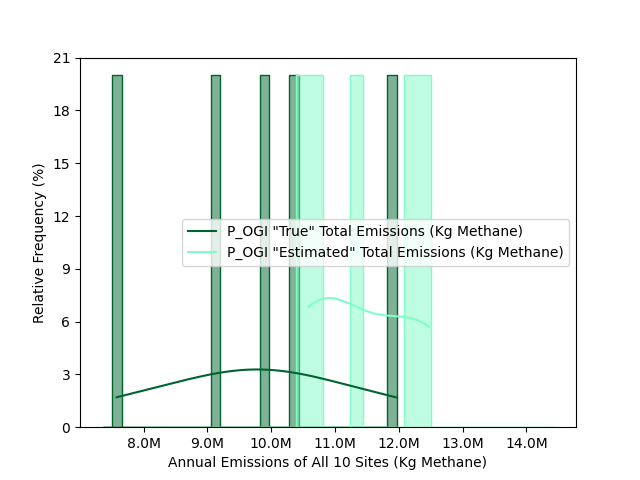 21
18
15
12
9
6
3
0
Relative Frequency (%)
P_OGI "True" Total Emissions (Kg Methane)
P_OGI "Estimated" Total Emissions (Kg Methane)
8.0M 9.0M 10.0M 11.0M 12.0M 13.0M 14.0M
Annual Emissions of All 10 Sites (Kg Methane)